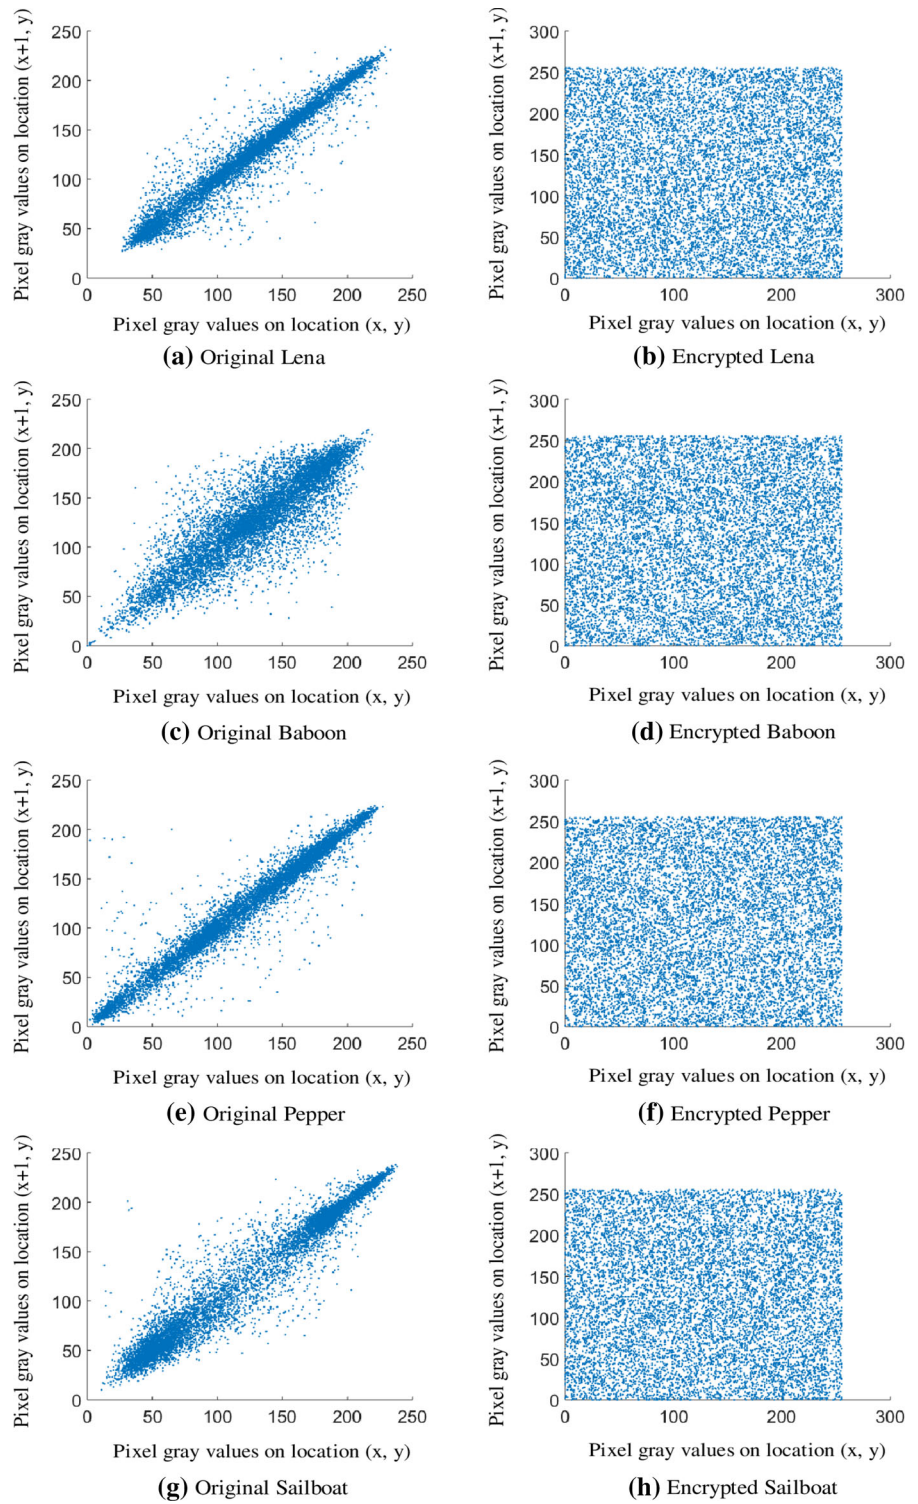 250
200
150
100
50
0
0 50 100 150 200 250
Pixel gray values on location (x+1, y)
Pixel gray values on location (x, y)
(a) Original Lena
300
250
200
150
100
50
0
0 100 200 300
Pixel gray values on location (x+1, y)
Pixel gray values on location (x, y)
(b) Encrypted Lena
250
200
150
100
50
0
0 50 100 150 200 250
Pixel gray values on location (x+1, y)
Pixel gray values on location (x, y)
(c) Original Baboon
300
250
200
150
100
50
0
0 100 200 300
Pixel gray values on location (x+1, y)
Pixel gray values on location (x, y)
(d) Encrypted Baboon
250
200
150
100
50
0
0 50 100 150 200 250
Pixel gray values on location (x+1, y)
Pixel gray values on location (x, y)
(e) Original Pepper
300
250
200
150
100
50
0
0 100 200 300
Pixel gray values on location (x+1, y)
Pixel gray values on location (x, y)
(f) Encrypted Pepper
250
200
150
100
50
0
0 50 100 150 200 250
Pixel gray values on location (x+1, y)
Pixel gray values on location (x, y)
(g) Original Sailboat
300
250
200
150
100
50
0
0 100 200 300
Pixel gray values on location (x+1, y)
Pixel gray values on location (x, y)
(h) Encrypted Sailboat